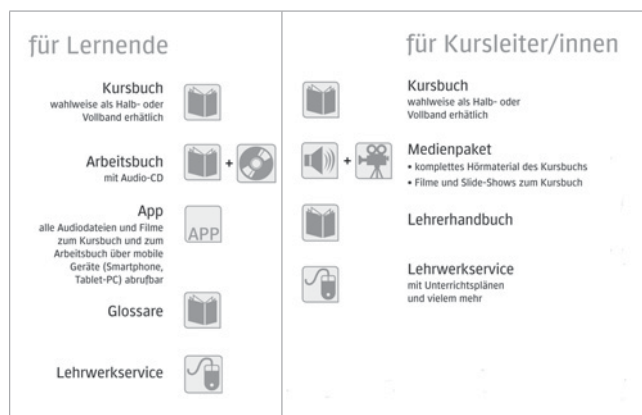 für Lernende
Kursbuch
wahlweise als Halb- oder
Vollband erhätlich
Arbeitsbuch
+
mit Audio-CD
App
alle Audiodateien und Filme
zum Kursbuch und zum
Arbeitsbuch über mobile
Geräte (Smartphone,
Tablet-PC) abrufbar
APP
Glossare
Lehrwerkservice
für Kursleiter/innen
Kursbuch
wahlweise als Halb- oder
Vollband erhätlich
+
Medienpaket
• komplettes Hörmaterial des Kursbuchs
• Filme und Slide-Shows zum Kursbuch
Lehrerhandbuch
Lehrwerkservice
mit Unterrichtsplänen
und vielem mehr